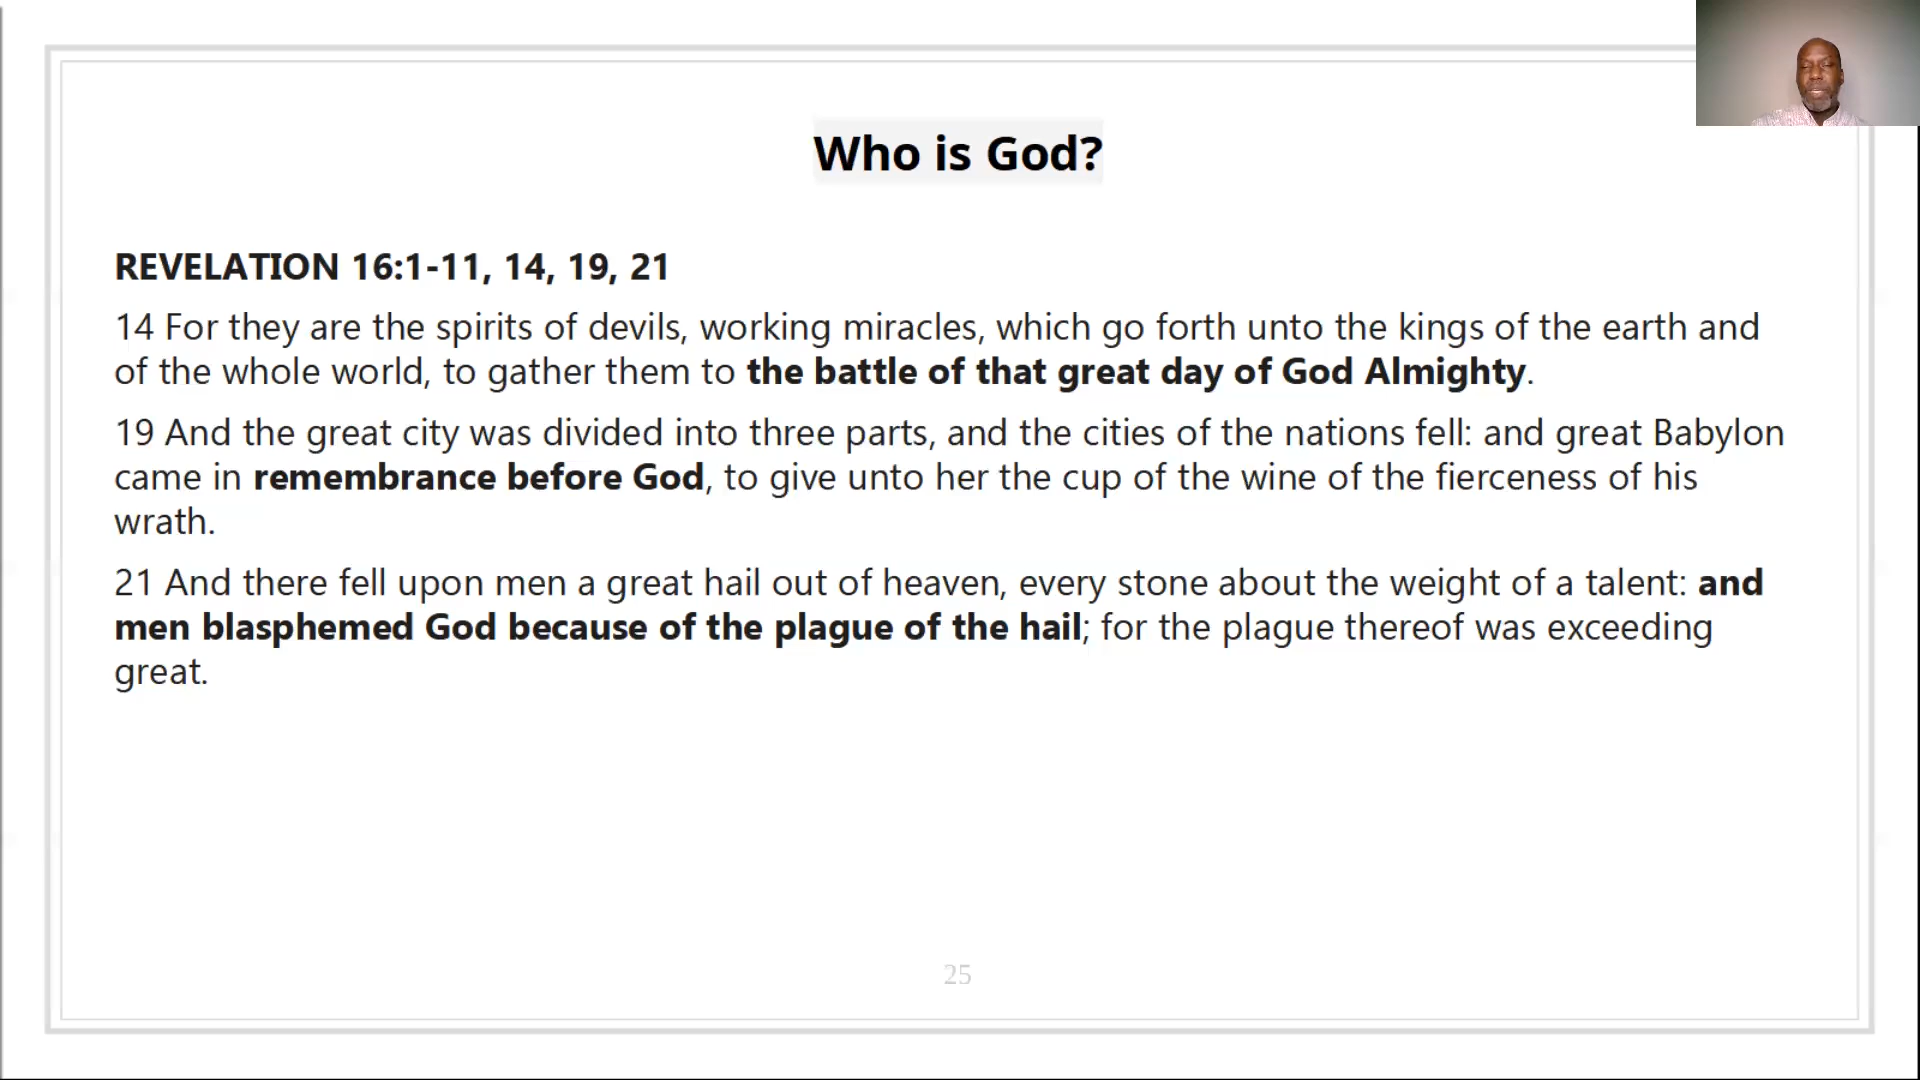 Who is God?
REVELATION 16:1-11, 14, 19, 21
14 For they are the spirits of devils, working miracles, which go forth unto the kings of the earth and
of the whole world, to gather them to the battle of that great day of God Almighty.
19 And the great city was divided into three parts, and the cities of the nations fell: and great Babylon
came in remembrance before God, to give unto her the cup of the wine of the fierceness of his
wrath.
21 And there fell upon men a great hail out of heaven, every stone about the weight of a talent: and
men blasphemed God because of the plague of the hail; for the plague thereof was exceeding
great.
25